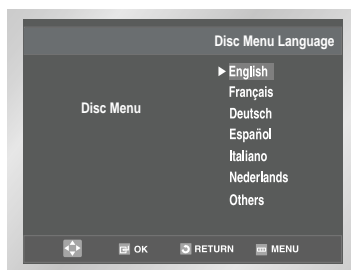 Disc Menu Language
Disc Menu
► English
Français
Deutsch
Español
Italiano
Nederlands
Others
OK RETURN MENU